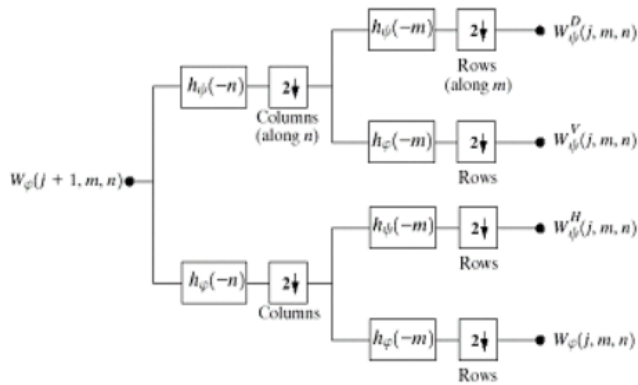 h_ψ(−m)
2↓
W_ψ^D(j, m, n)
Rows
(along m)
h_ψ(−n)
2↓
Columns
(along n)
h_φ(−m)
2↓
W_ψ^V(j, m, n)
Rows
W_φ(j + 1, m, n)
h_ψ(−m)
2↓
W_ψ^H(j, m, n)
Rows
h_φ(−n)
2↓
Columns
h_φ(−m)
2↓
W_φ(j, m, n)
Rows